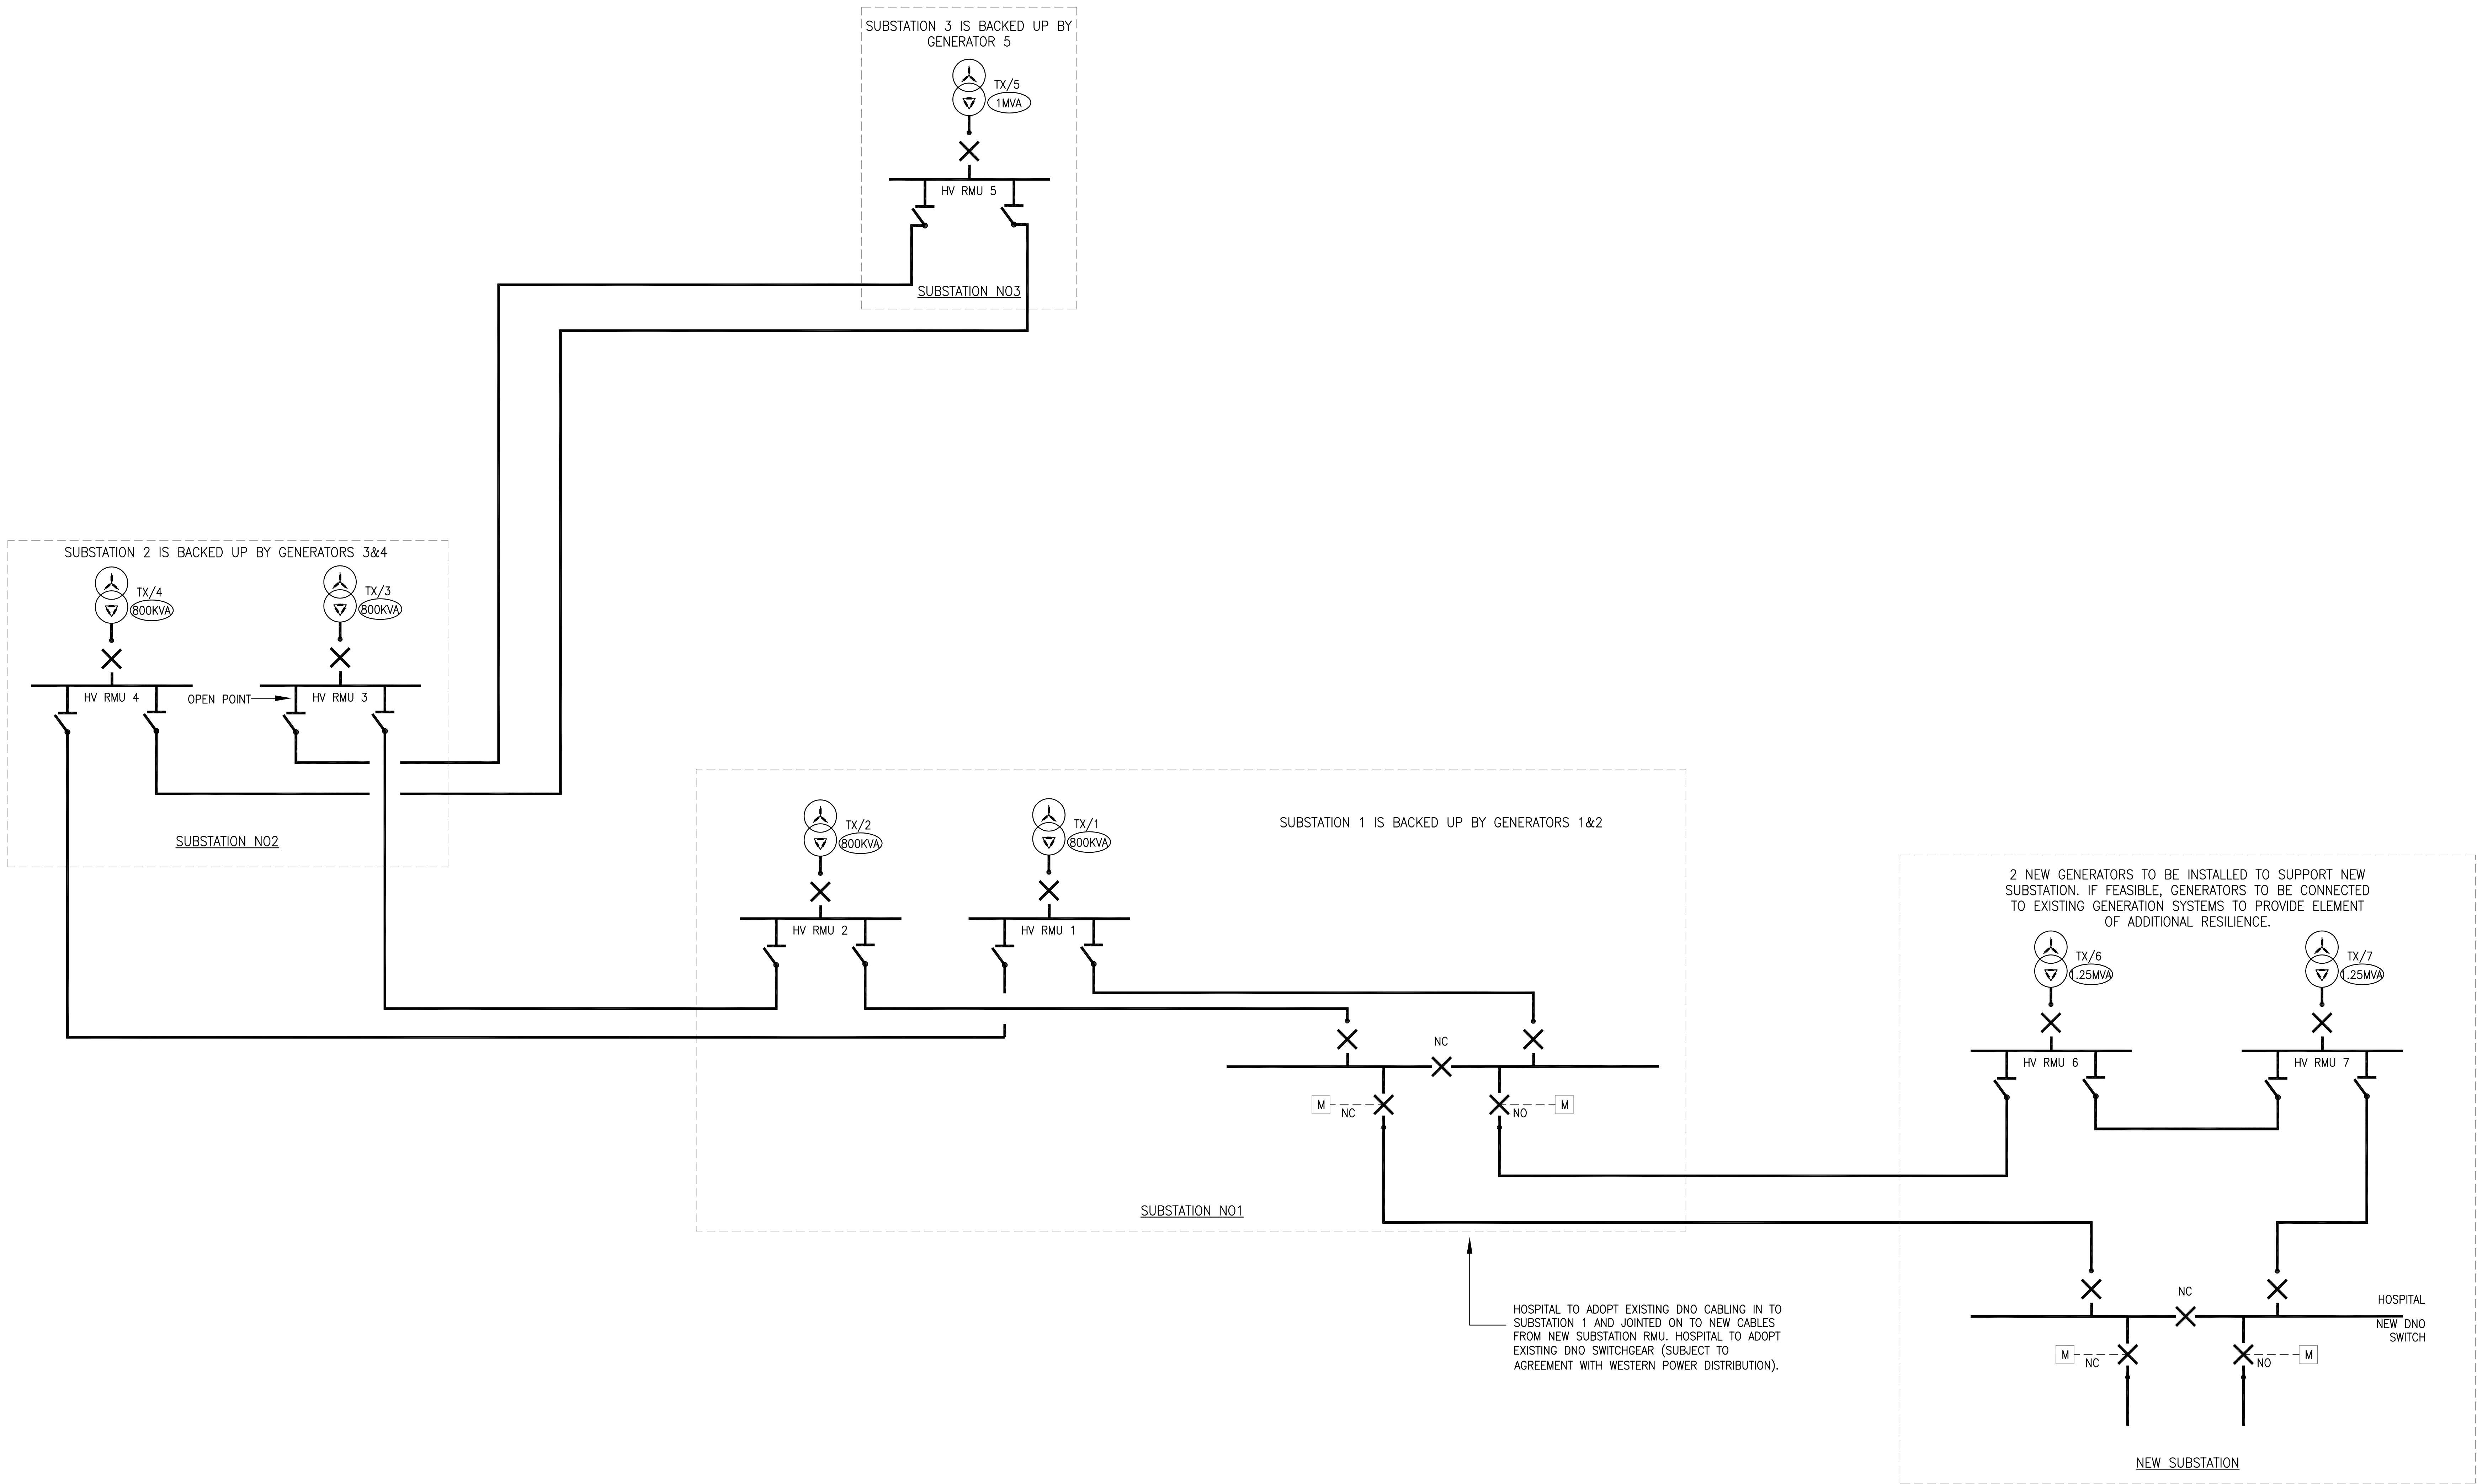 SUBSTATION 3 IS BACKED UP BY
GENERATOR 5
TX/5
1MVA
HV RMU 5
SUBSTATION NO3
SUBSTATION 2 IS BACKED UP BY GENERATORS 3&4
TX/4
800KVA
TX/3
800KVA
HV RMU 4
OPEN POINT
HV RMU 3
SUBSTATION NO2
TX/2
800KVA
TX/1
800KVA
SUBSTATION 1 IS BACKED UP BY GENERATORS 1&2
HV RMU 2
HV RMU 1
NC
M
NC
NO
M
SUBSTATION NO1
HOSPITAL TO ADOPT EXISTING DNO CABLING IN TO
SUBSTATION 1 AND JOINTED ON TO NEW CABLES
FROM NEW SUBSTATION RMU. HOSPITAL TO ADOPT
EXISTING DNO SWITCHGEAR (SUBJECT TO
AGREEMENT WITH WESTERN POWER DISTRIBUTION).
2 NEW GENERATORS TO BE INSTALLED TO SUPPORT NEW
SUBSTATION. IF FEASIBLE, GENERATORS TO BE CONNECTED
TO EXISTING GENERATION SYSTEMS TO PROVIDE ELEMENT
OF ADDITIONAL RESILIENCE.
TX/6
1.25MVA
TX/7
1.25MVA
HV RMU 6
HV RMU 7
NC
HOSPITAL
NEW DNO
SWITCH
M
NC
NO
M
NEW SUBSTATION